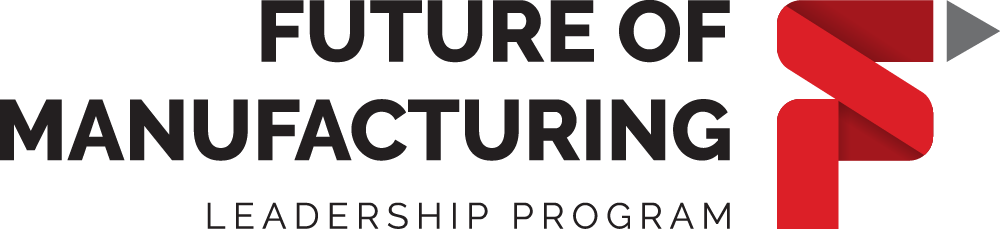 FUTURE OF
MANUFACTURING
LEADERSHIP PROGRAM